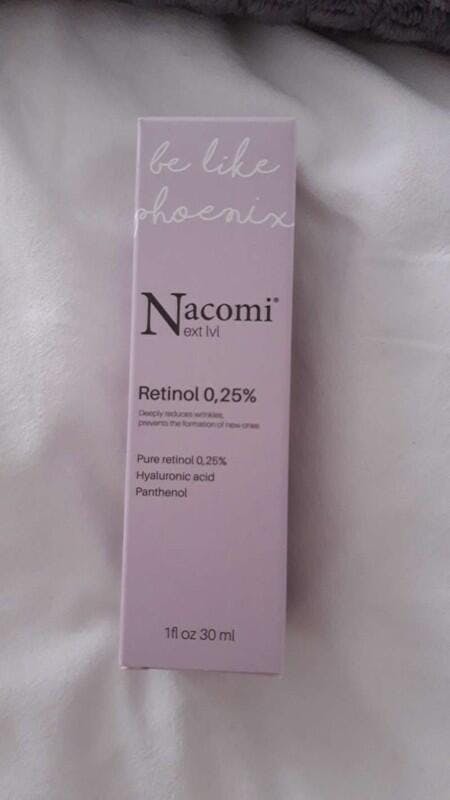 be like
phoenix
Nacomi®
ext lvl
Retinol 0,25%
Deeply reduces wrinkles,
prevents the formation of new ones
Pure retinol 0,25%
Hyaluronic acid
Panthenol
1fl oz 30 ml